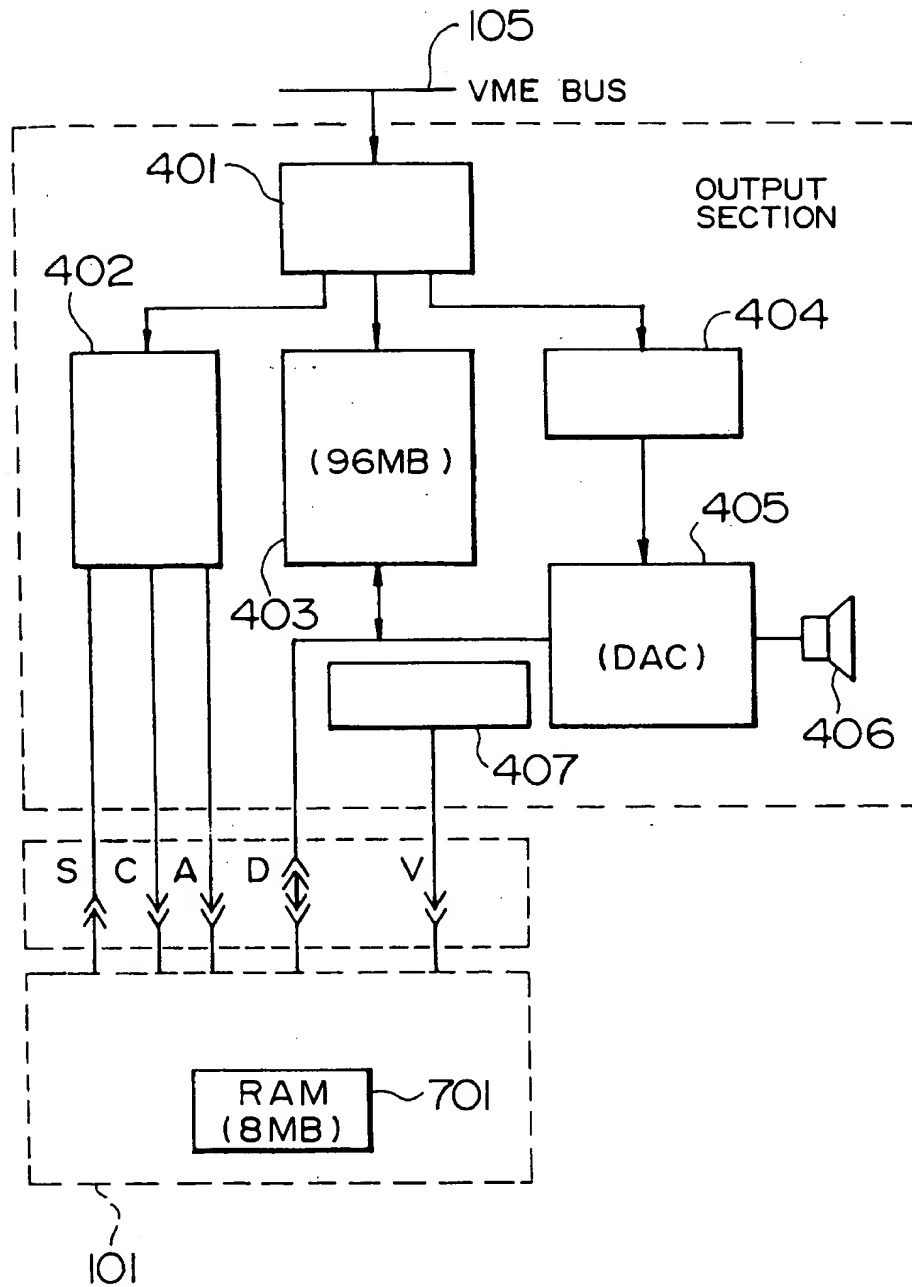 105
VME BUS
401
OUTPUT
SECTION
402
404
(96MB)
405
403
(DAC)
406
407
S C A D V
RAM
(8MB)
701
101